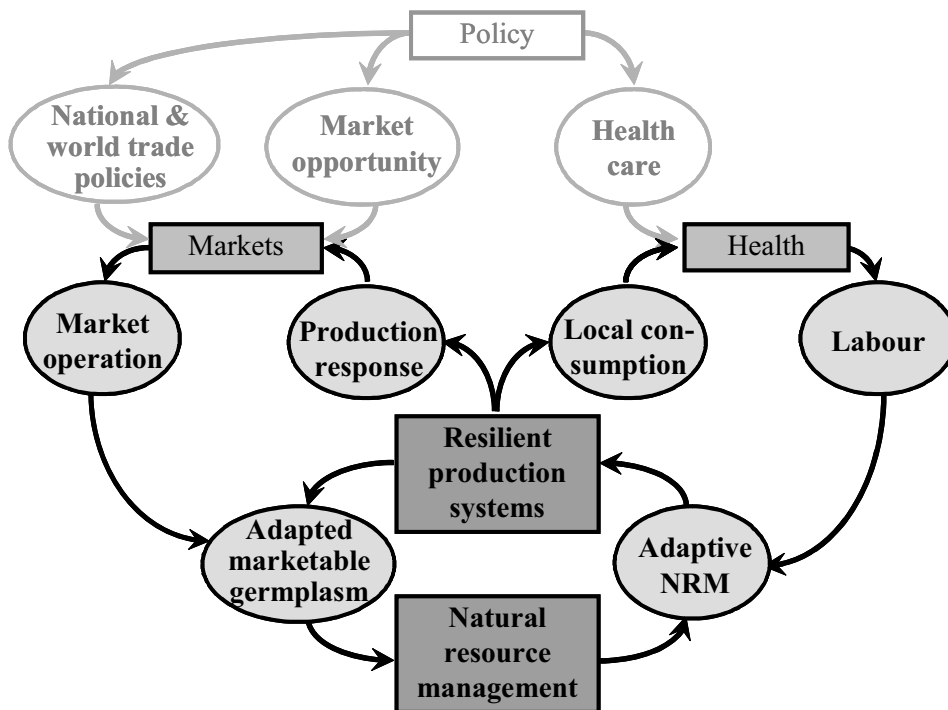 Policy
National &
world trade
policies
Market
opportunity
Health
care
Markets
Health
Market
operation
Production
response
Local con-
sumption
Labour
Resilient
production
systems
Adapted
marketable
germplasm
Adaptive
NRM
Natural
resource
management